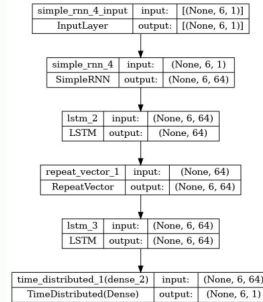 simple_rnn_4_input input: [(None, 6, 1)]
InputLayer output: [(None, 6, 1)]
simple_rnn_4 input: (None, 6, 1)
SimpleRNN output: (None, 6, 64)
lstm_2 input: (None, 6, 64)
LSTM output: (None, 64)
repeat_vector_1 input: (None, 64)
RepeatVector output: (None, 6, 64)
lstm_3 input: (None, 6, 64)
LSTM output: (None, 6, 64)
time_distributed_1(dense_2) input: (None, 6, 64)
TimeDistributed(Dense) output: (None, 6, 1)